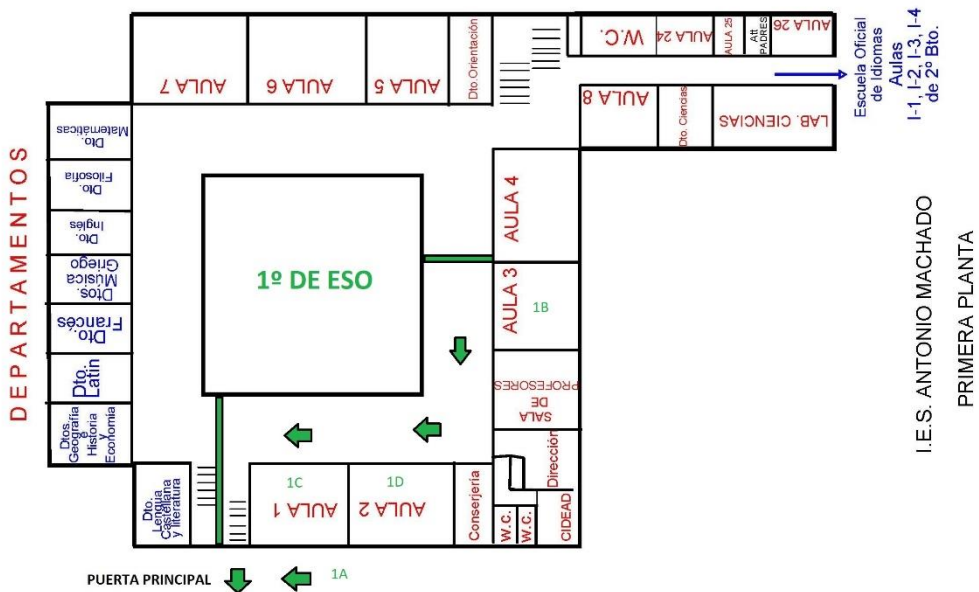 W.C.
AULA 24
AULA 25
Att
PADRES
AULA 26
AULA 7
AULA 6
AULA 5
Dto. Orientación
Escuela Oficial
de Idiomas
Aulas
I-1, I-2, I-3, I-4
de 2º Bto.
AULA 8
Dto. Ciencias
LAB. CIENCIAS
DEPARTAMENTOS
Dto.
Matemáticas
Dto.
Filosofía
Dto.
Inglés
Dtos.
Música
Griego
Dto.
Francés
Dto.
Latín
Dtos.
Geografía
e
Historia
y
Economía
Dto.
Lengua
Castellana
y literatura
1º DE ESO
AULA 4
AULA 3
1B
SALA
DE
PROFESORES
Dirección
1C
AULA 1
1D
AULA 2
Conserjería
W.C.
W.C.
CIDEAD
PUERTA PRINCIPAL
1A
I.E.S. ANTONIO MACHADO
PRIMERA PLANTA